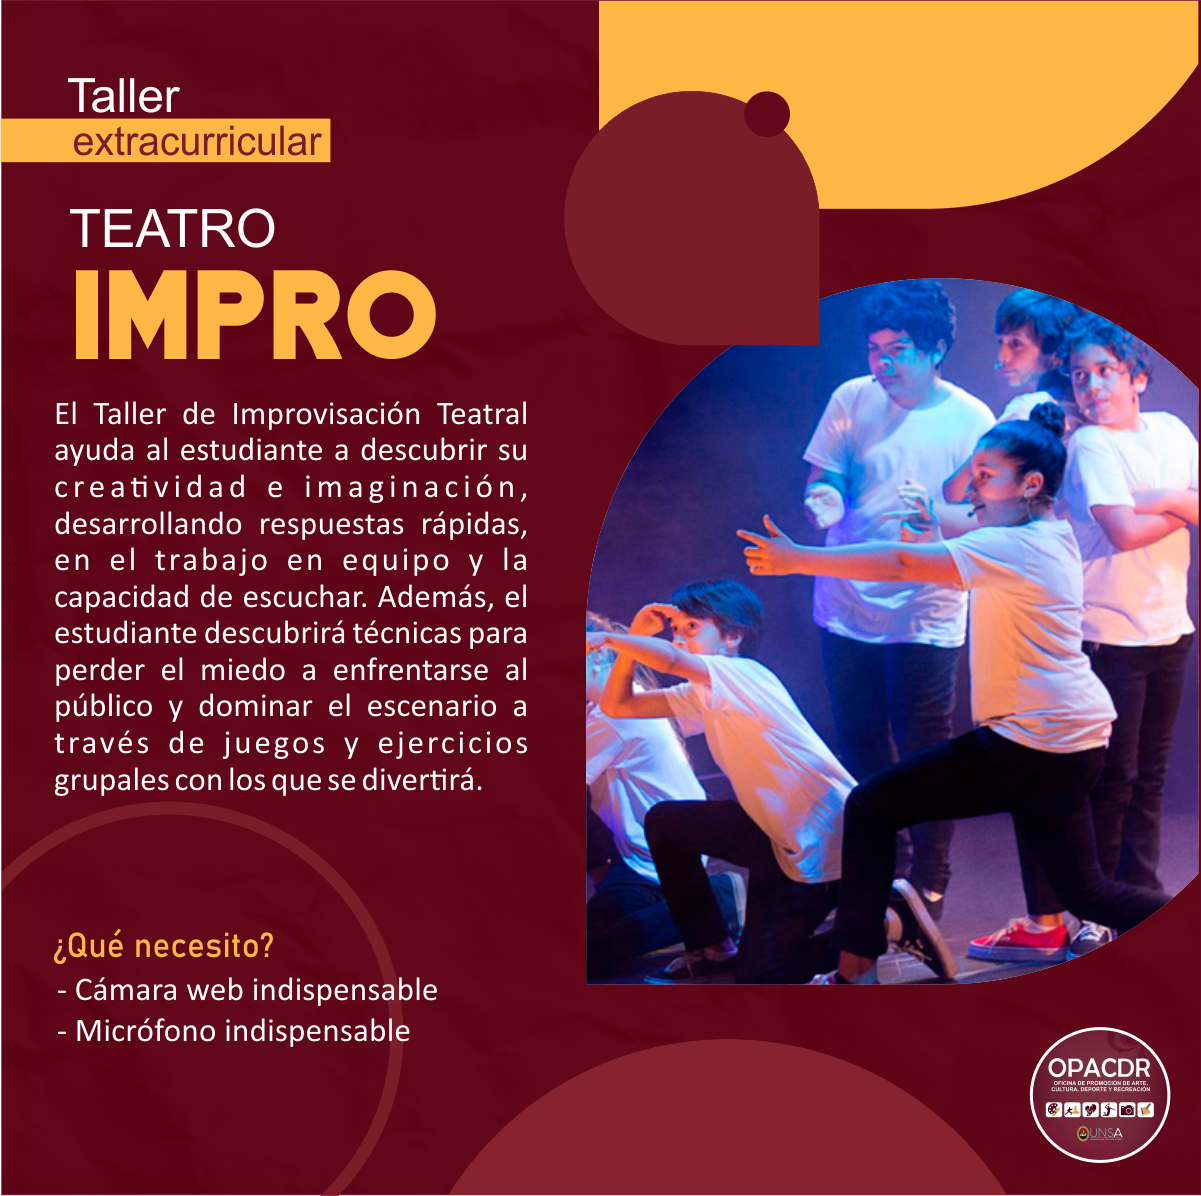 Taller
extracurricular
TEATRO
IMPRO
El Taller de Improvisación Teatral
ayuda al estudiante a descubrir su
creatividad e imaginación,
desarrollando respuestas rápidas,
en el trabajo en equipo y la
capacidad de escuchar. Además, el
estudiante descubrirá técnicas para
perder el miedo a enfrentarse al
público y dominar el escenario a
través de juegos y ejercicios
grupales con los que se divertirá.
¿Qué necesito?
- Cámara web indispensable
- Micrófono indispensable
OPACDR
OFICINA DE PROMOCIÓN DE ARTE,
CULTURA, DEPORTE Y RECREACIÓN
UNSA